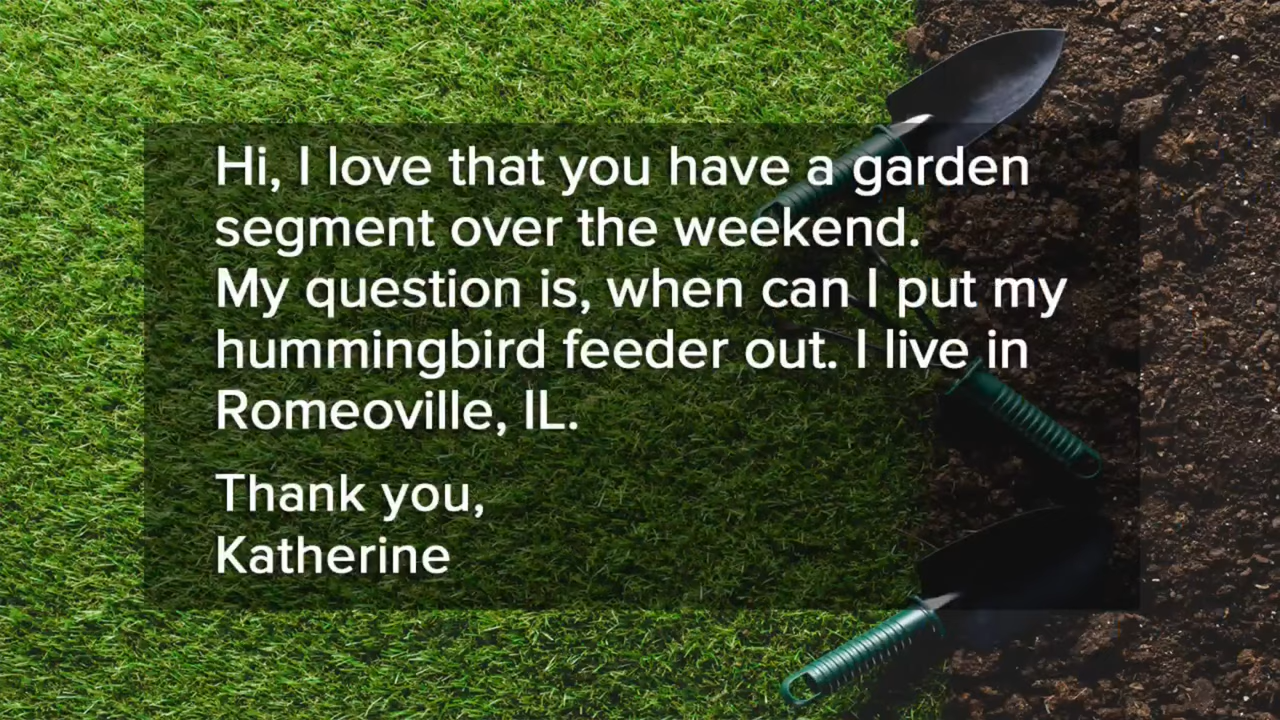 Hi, I love that you have a garden
segment over the weekend.
My question is, when can I put my
hummingbird feeder out. I live in
Romeoville, IL.
Thank you,
Katherine